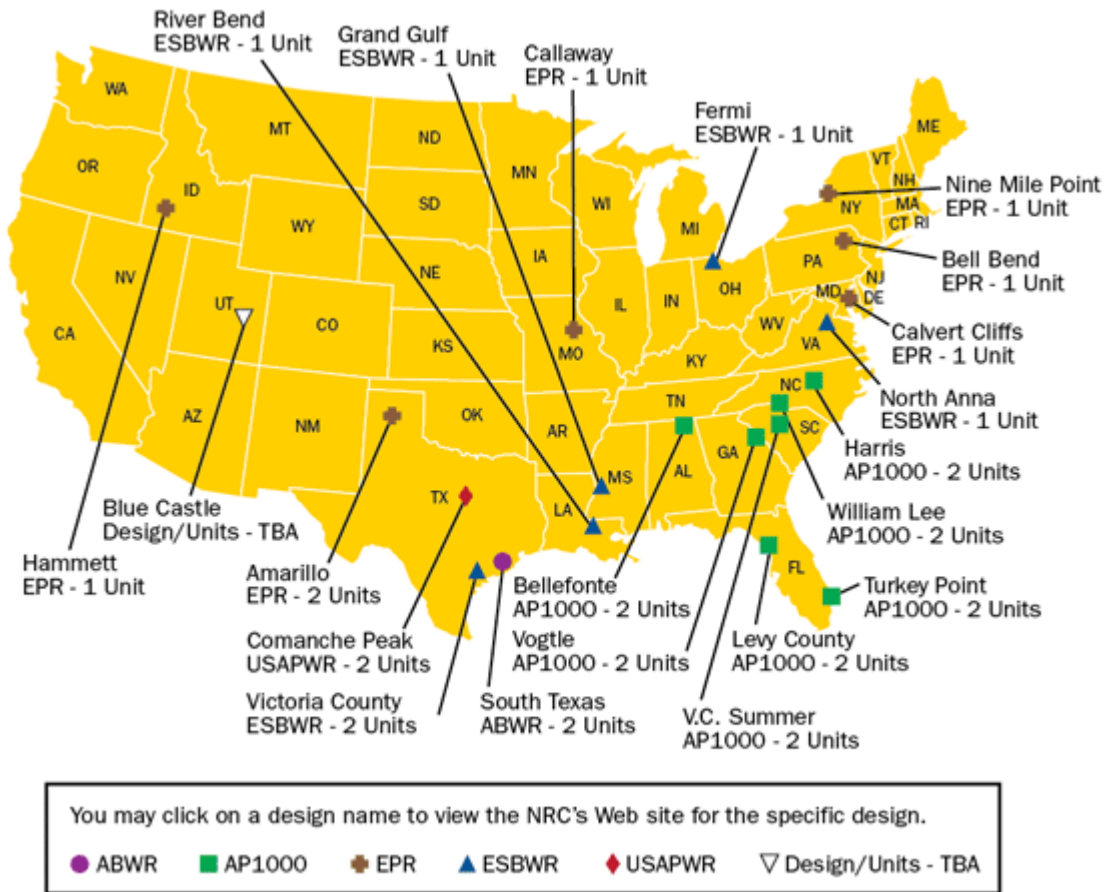 River Bend
ESBWR - 1 Unit
Grand Gulf
ESBWR - 1 Unit
Callaway
EPR - 1 Unit
Fermi
ESBWR - 1 Unit
WA
MT
ND
MN
ME
VT
NH
OR
ID
SD
WI
MI
NY
MA
CT RI
Nine Mile Point
EPR - 1 Unit
WY
IA
NE
PA
NJ
Bell Bend
EPR - 1 Unit
NV
UT
IL
IN
OH
MD
DE
CA
CO
KS
MO
WV
VA
KY
Calvert Cliffs
EPR - 1 Unit
AZ
NM
OK
AR
TN
NC
SC
North Anna
ESBWR - 1 Unit
Harris
AP1000 - 2 Units
TX
LA
MS
AL
GA
FL
William Lee
AP1000 - 2 Units
Blue Castle
Design/Units - TBA
Hammett
EPR - 1 Unit
Amarillo
EPR - 2 Units
Bellefonte
AP1000 - 2 Units
Turkey Point
AP1000 - 2 Units
Comanche Peak
USAPWR - 2 Units
Vogtle
AP1000 - 2 Units
Levy County
AP1000 - 2 Units
Victoria County
ESBWR - 2 Units
South Texas
ABWR - 2 Units
V.C. Summer
AP1000 - 2 Units
You may click on a design name to view the NRC's Web site for the specific design.
ABWR AP1000 EPR ESBWR USAPWR Design/Units - TBA